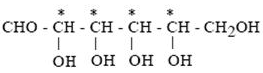 * * * *
CHO - CH - CH - CH - CH - CH₂OH
| | | |
OH OH OH OH